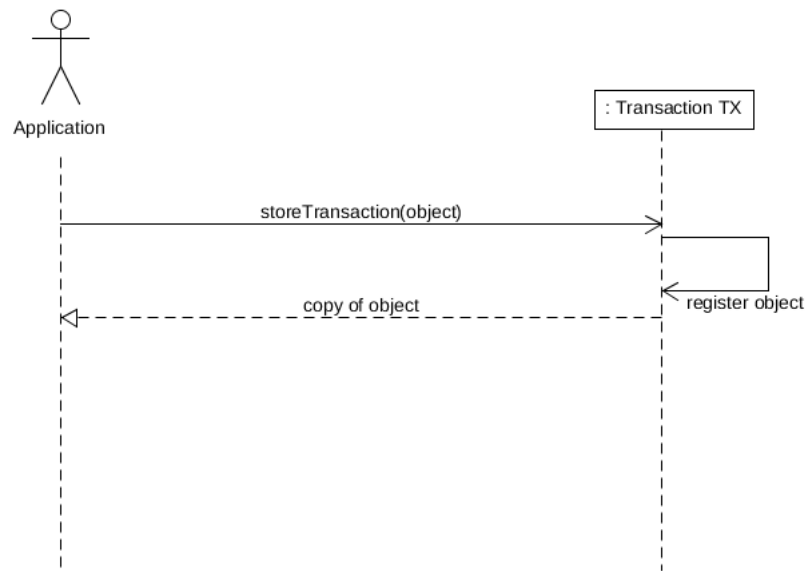 Application
: Transaction TX
storeTransaction(object)
register object
copy of object